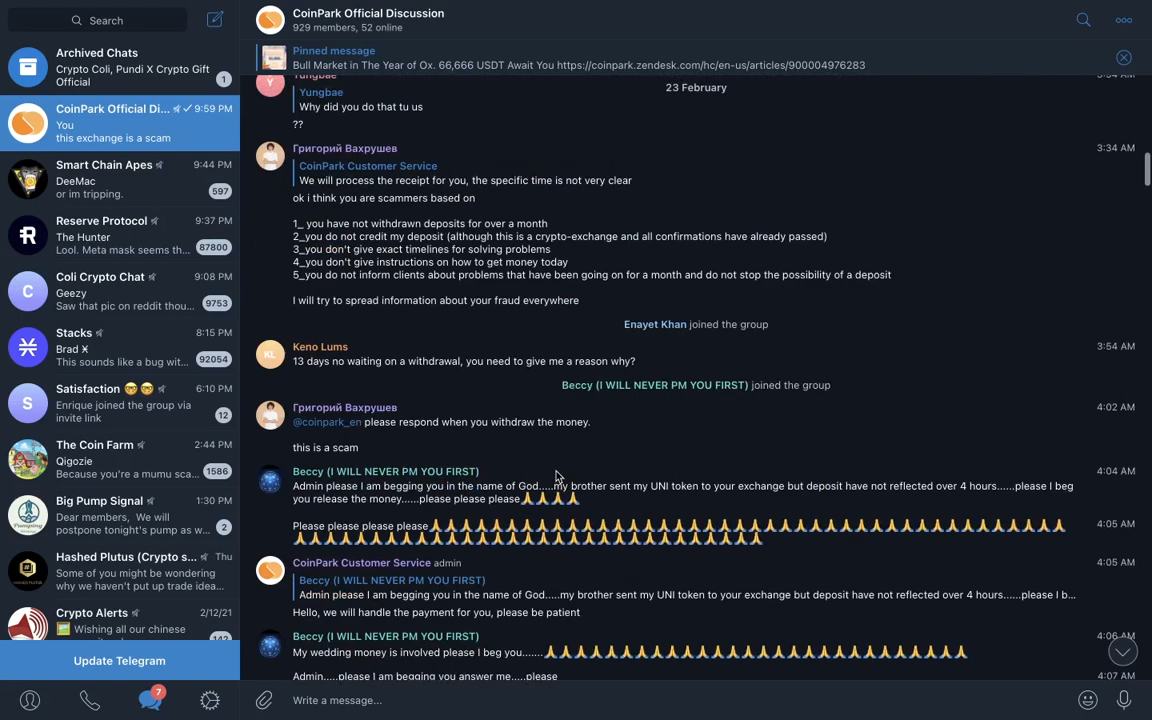 Search
Archived Chats
Crypto Coli, Pundi X Crypto Gift
Official
1
CoinPark Official Di... 9:59 PM
You
this exchange is a scam
Smart Chain Apes 9:44 PM
DeeMac
or im tripping.
597
Reserve Protocol 9:37 PM
The Hunter
Lool. Meta mask seems th...
87800
Coli Crypto Chat 9:08 PM
C
Geezy
Saw that pic on reddit thou...
9753
Stacks 8:15 PM
Brad
This sounds like a bug wit...
92054
Satisfaction 🤓 🤓 6:10 PM
S
Enrique joined the group via
invite link
12
The Coin Farm 2:44 PM
Qigozie
Because you're a mumu sca...
1586
Big Pump Signal 1:30 PM
Dear members, We will
postpone tonight's pump as w...
2
Hashed Plutus (Crypto s... Thu
Some of you might be wondering
why we haven't put up trade idea...
Crypto Alerts 2/12/21
🖼️ Wishing all our chinese
142
Update Telegram
7
CoinPark Official Discussion
929 members, 52 online
Pinned message
Bull Market in The Year of Ox. 66,666 USDT Await You https://coinpark.zendesk.com/hc/en-us/articles/900004976283
Yungbae 3:34 AM
Y
23 February
Yungbae
Why did you do that tu us
??
Григорий Вахрушев 3:34 AM
CoinPark Customer Service
We will process the receipt for you, the specific time is not very clear
ok i think you are scammers based on
1_ you have not withdrawn deposits for over a month
2_you do not credit my deposit (although this is a crypto-exchange and all confirmations have already passed)
3_you don't give exact timelines for solving problems
4_you don't give instructions on how to get money today
5_you do not inform clients about problems that have been going on for a month and do not stop the possibility of a deposit
I will try to spread information about your fraud everywhere
Enayet Khan joined the group
Keno Lums 3:54 AM
KL
13 days no waiting on a withdrawal, you need to give me a reason why?
Beccy (I WILL NEVER PM YOU FIRST) joined the group
Григорий Вахрушев 4:02 AM
@coinpark_en please respond when you withdraw the money.
this is a scam
Beccy (I WILL NEVER PM YOU FIRST) 4:04 AM
Admin please I am begging you in the name of God.....my brother sent my UNI token to your exchange but deposit have not reflected over 4 hours......please I beg
you release the money......please please please🙏🙏🙏🙏
Please please please please🙏🙏🙏🙏🙏🙏🙏🙏🙏🙏🙏🙏🙏🙏🙏🙏🙏🙏🙏🙏🙏🙏🙏🙏🙏🙏🙏🙏🙏🙏🙏🙏🙏🙏🙏🙏🙏🙏🙏🙏🙏🙏 4:05 AM
🙏🙏🙏🙏🙏🙏🙏🙏🙏🙏🙏🙏🙏🙏🙏🙏🙏🙏🙏🙏🙏🙏🙏🙏🙏🙏🙏🙏🙏🙏🙏
CoinPark Customer Service admin 4:05 AM
Beccy (I WILL NEVER PM YOU FIRST)
Admin please I am begging you in the name of God.....my brother sent my UNI token to your exchange but deposit have not reflected over 4 hours......please I b...
Hello, we will handle the payment for you, please be patient
Beccy (I WILL NEVER PM YOU FIRST) 4:06 AM
My wedding money is involved please I beg you.......🙏🙏🙏🙏🙏🙏🙏🙏🙏🙏🙏🙏🙏🙏🙏🙏🙏🙏🙏🙏🙏🙏🙏🙏🙏🙏🙏🙏
Admin.....please I am begging you answer me.....please 4:07 AM
Write a message...